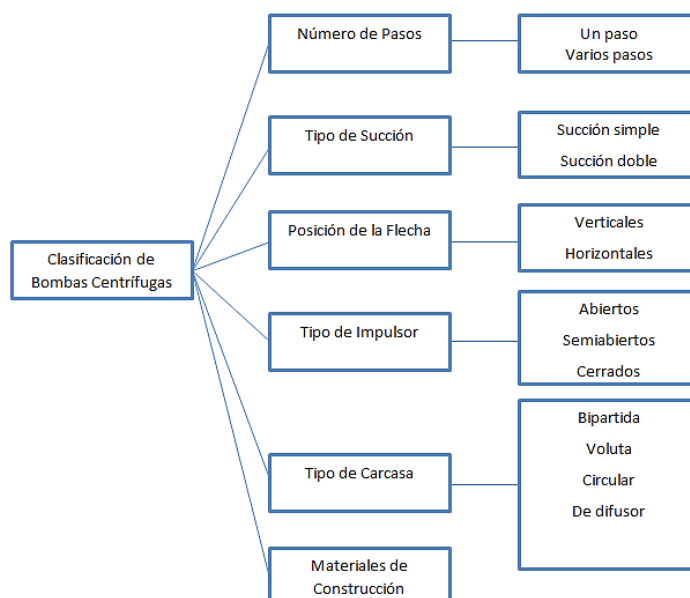 Clasificación de
Bombas Centrífugas
Número de Pasos
Un paso
Varios pasos
Tipo de Succión
Succión simple
Succión doble
Posición de la Flecha
Verticales
Horizontales
Tipo de Impulsor
Abiertos
Semiabiertos
Cerrados
Tipo de Carcasa
Bipartida
Voluta
Circular
De difusor
Materiales de
Construcción